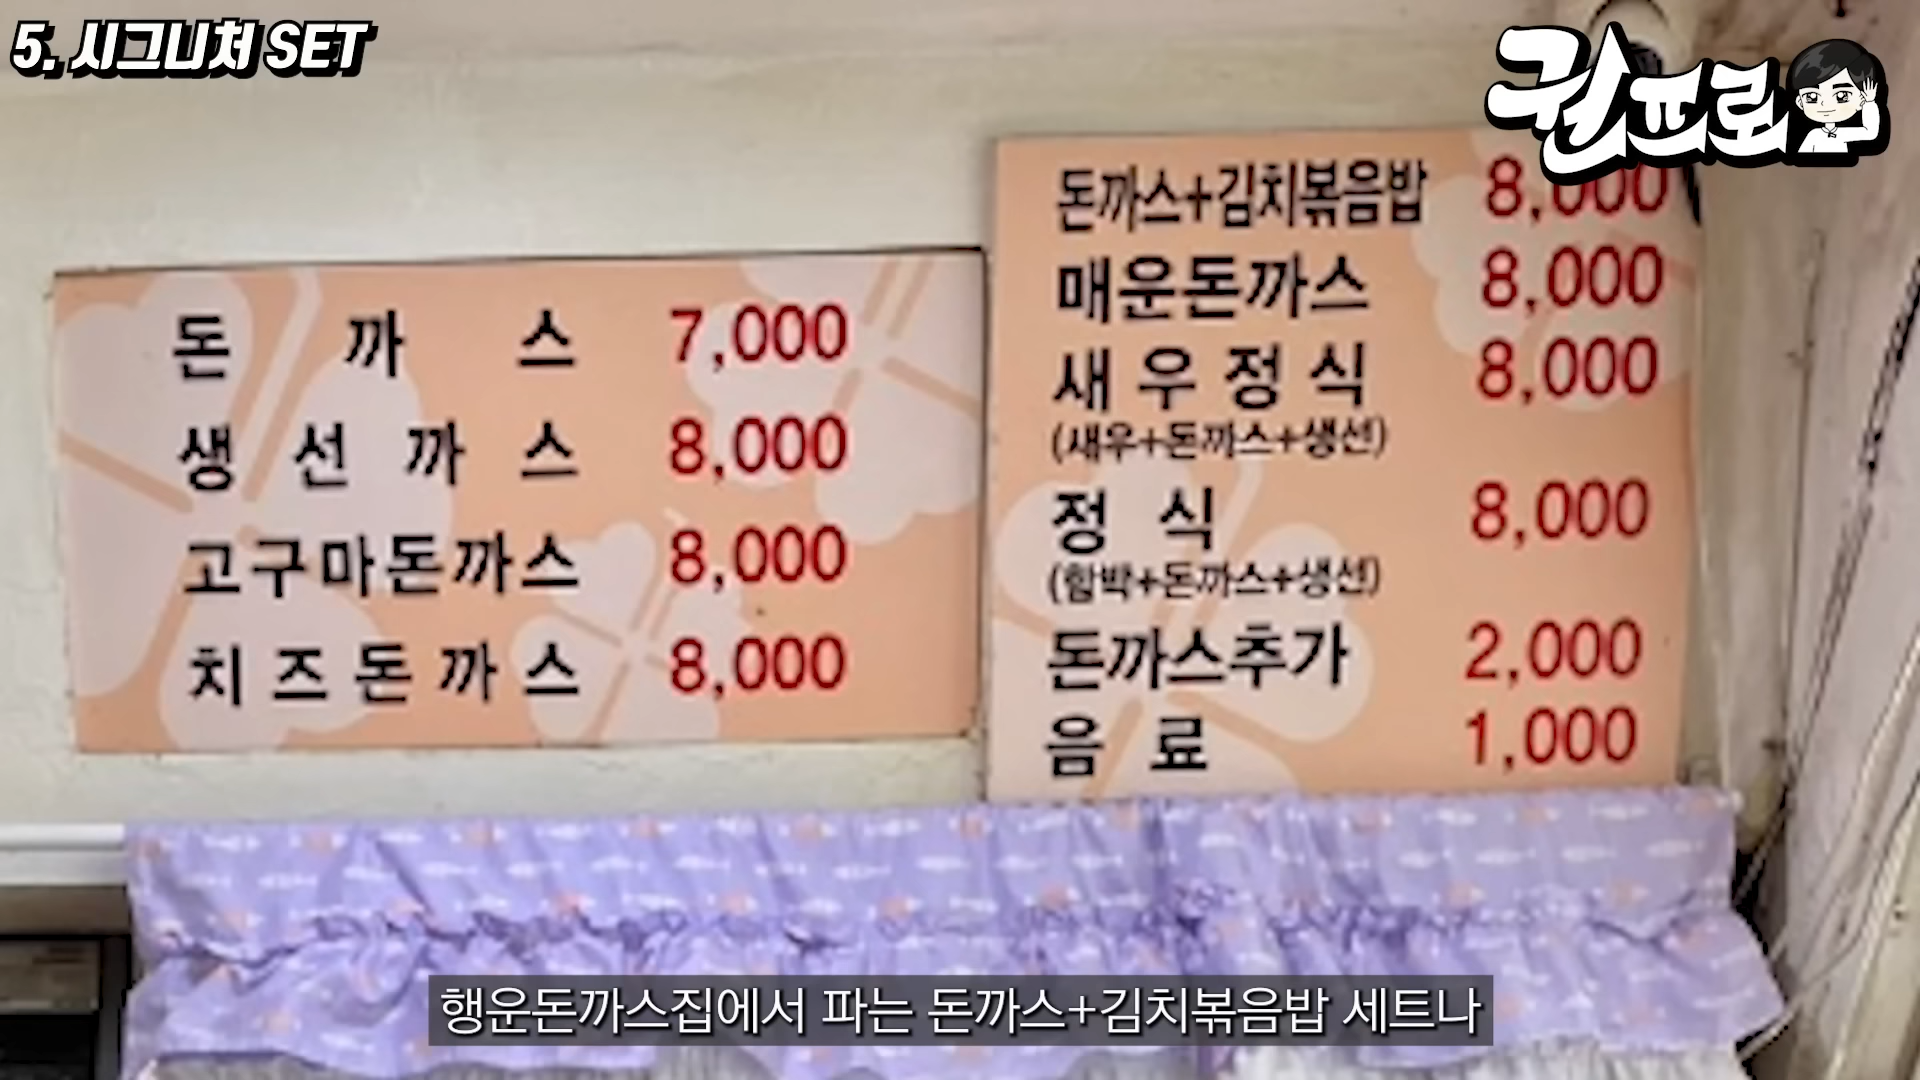 5. 시그니처 SET
권프로
돈까스 7,000
생선까스 8,000
고구마돈까스 8,000
치즈돈까스 8,000
돈까스+김치볶음밥 8,000
매운돈까스 8,000
새우정식 8,000
(새우+돈까스+생선)
정식 8,000
(함박+돈까스+생선)
돈까스추가 2,000
음료 1,000
행운돈까스집에서 파는 돈까스+김치볶음밥 세트나